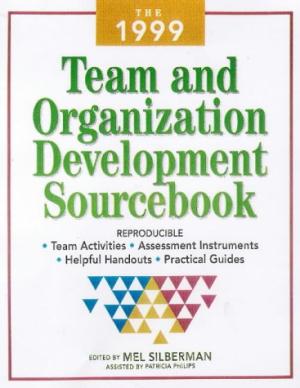 THE
1999
Team and
Organization
Development
Sourcebook
REPRODUCIBLE
• Team Activities • Assessment Instruments
• Helpful Handouts • Practical Guides
EDITED BY MEL SILBERMAN
ASSISTED BY PATRICIA PHILIPS